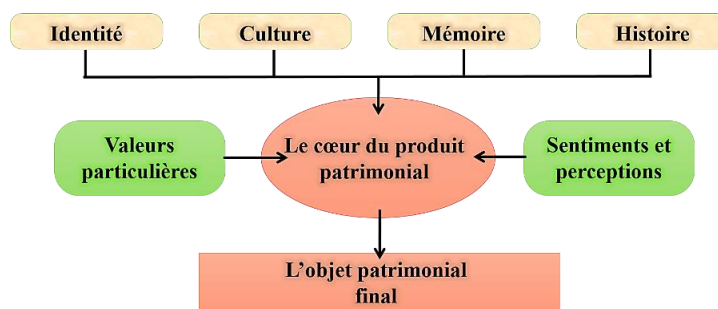 Identité
Culture
Mémoire
Histoire
Valeurs
particulières
Le cœur du produit
patrimonial
Sentiments et
perceptions
L'objet patrimonial
final